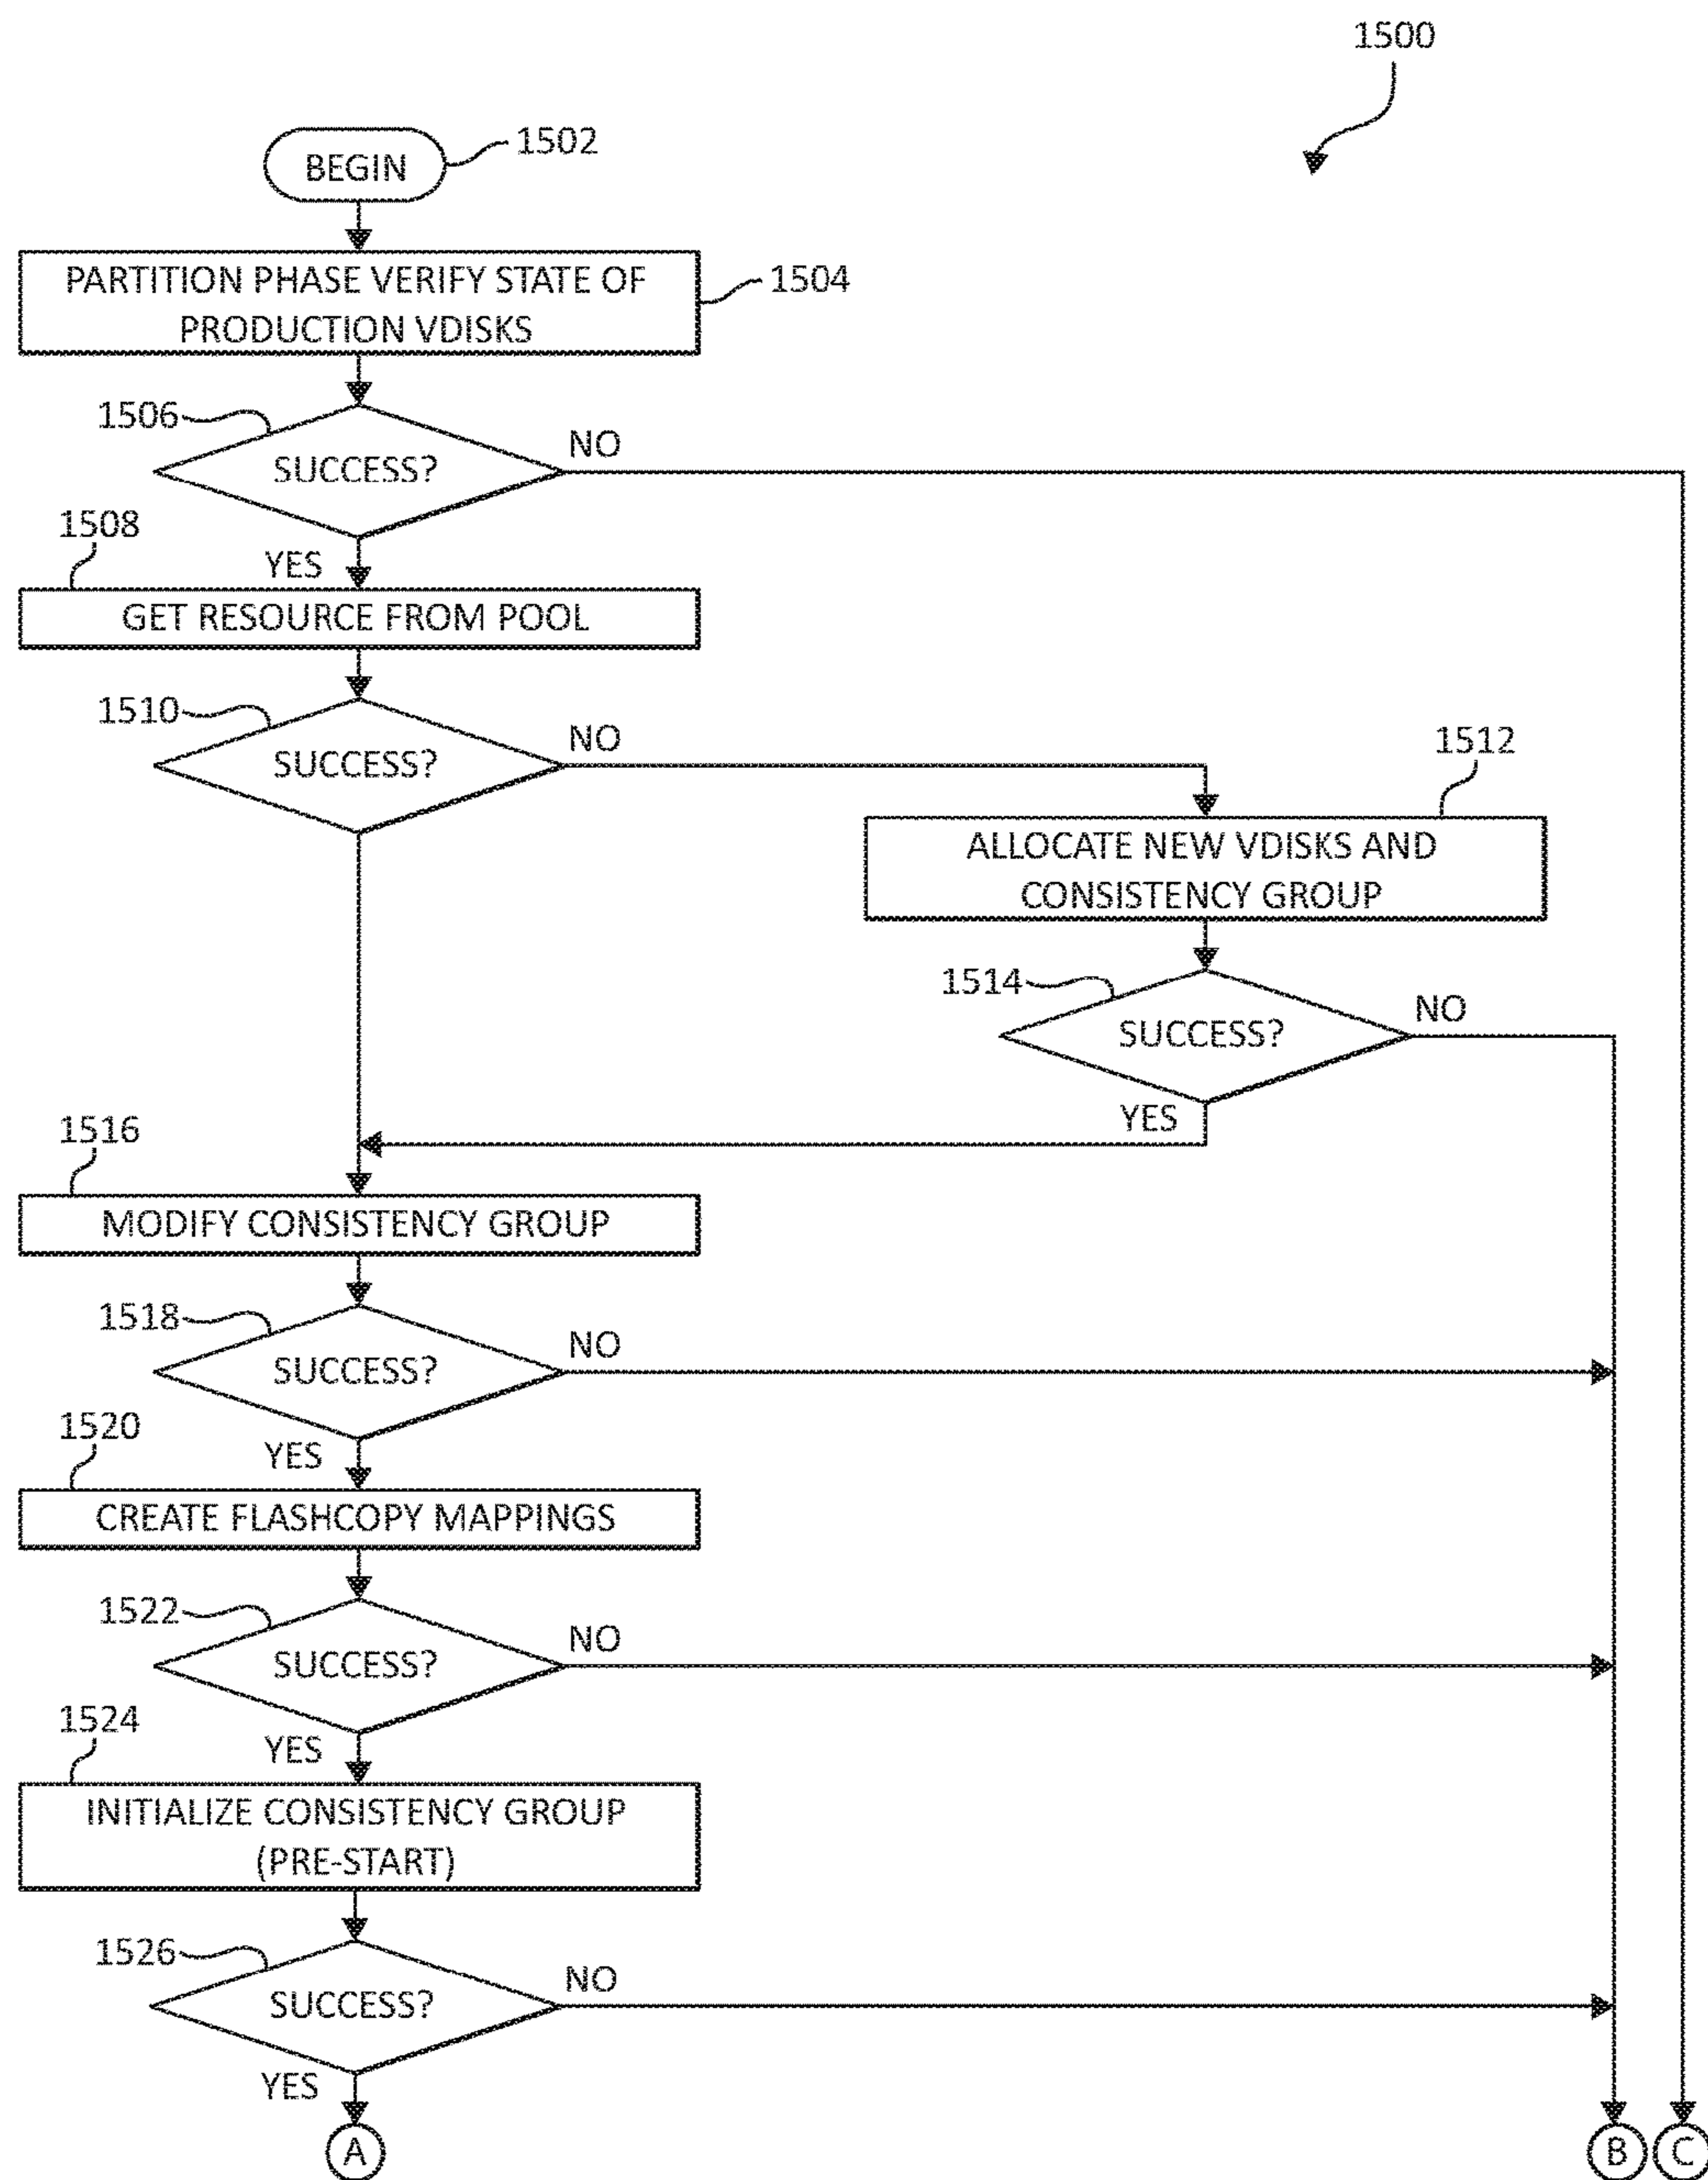 1500
BEGIN
1502
PARTITION PHASE VERIFY STATE OF
PRODUCTION VDISKS
1504
1506
SUCCESS?
NO
YES
1508
GET RESOURCE FROM POOL
1510
SUCCESS?
NO
1512
ALLOCATE NEW VDISKS AND
CONSISTENCY GROUP
1514
SUCCESS?
NO
YES
1516
MODIFY CONSISTENCY GROUP
1518
SUCCESS?
NO
YES
1520
CREATE FLASHCOPY MAPPINGS
1522
SUCCESS?
NO
YES
1524
INITIALIZE CONSISTENCY GROUP
(PRE-START)
1526
SUCCESS?
NO
YES
A
B
C